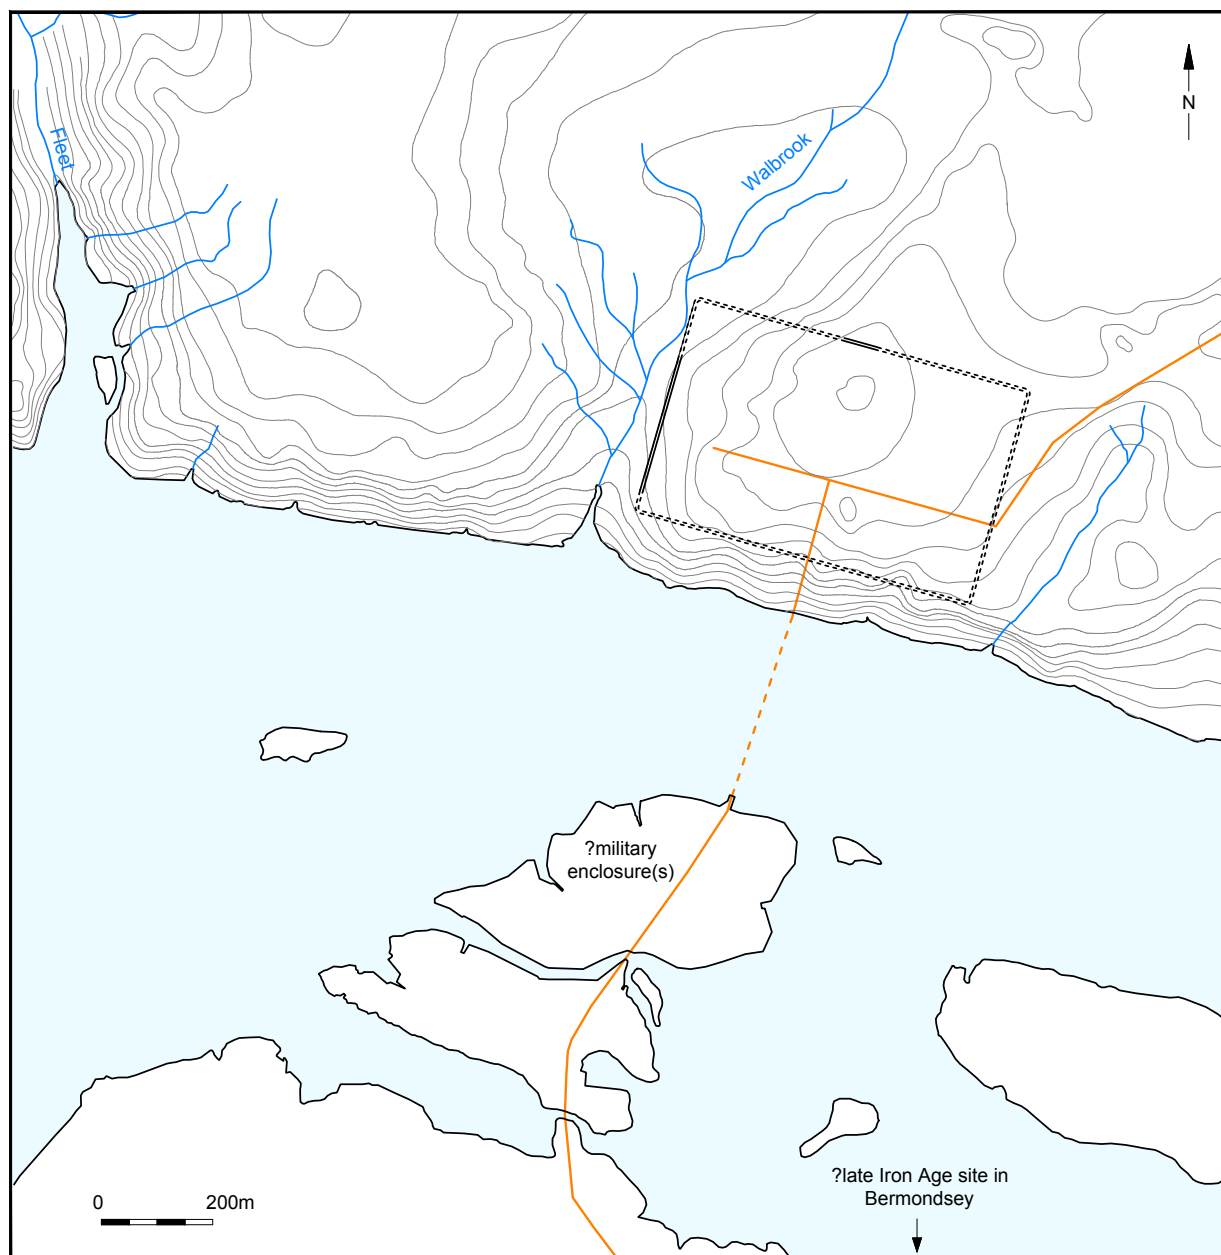 N
Fleet
Walbrook
?military
enclosure(s)
?late Iron Age site in
Bermondsey
0 200m